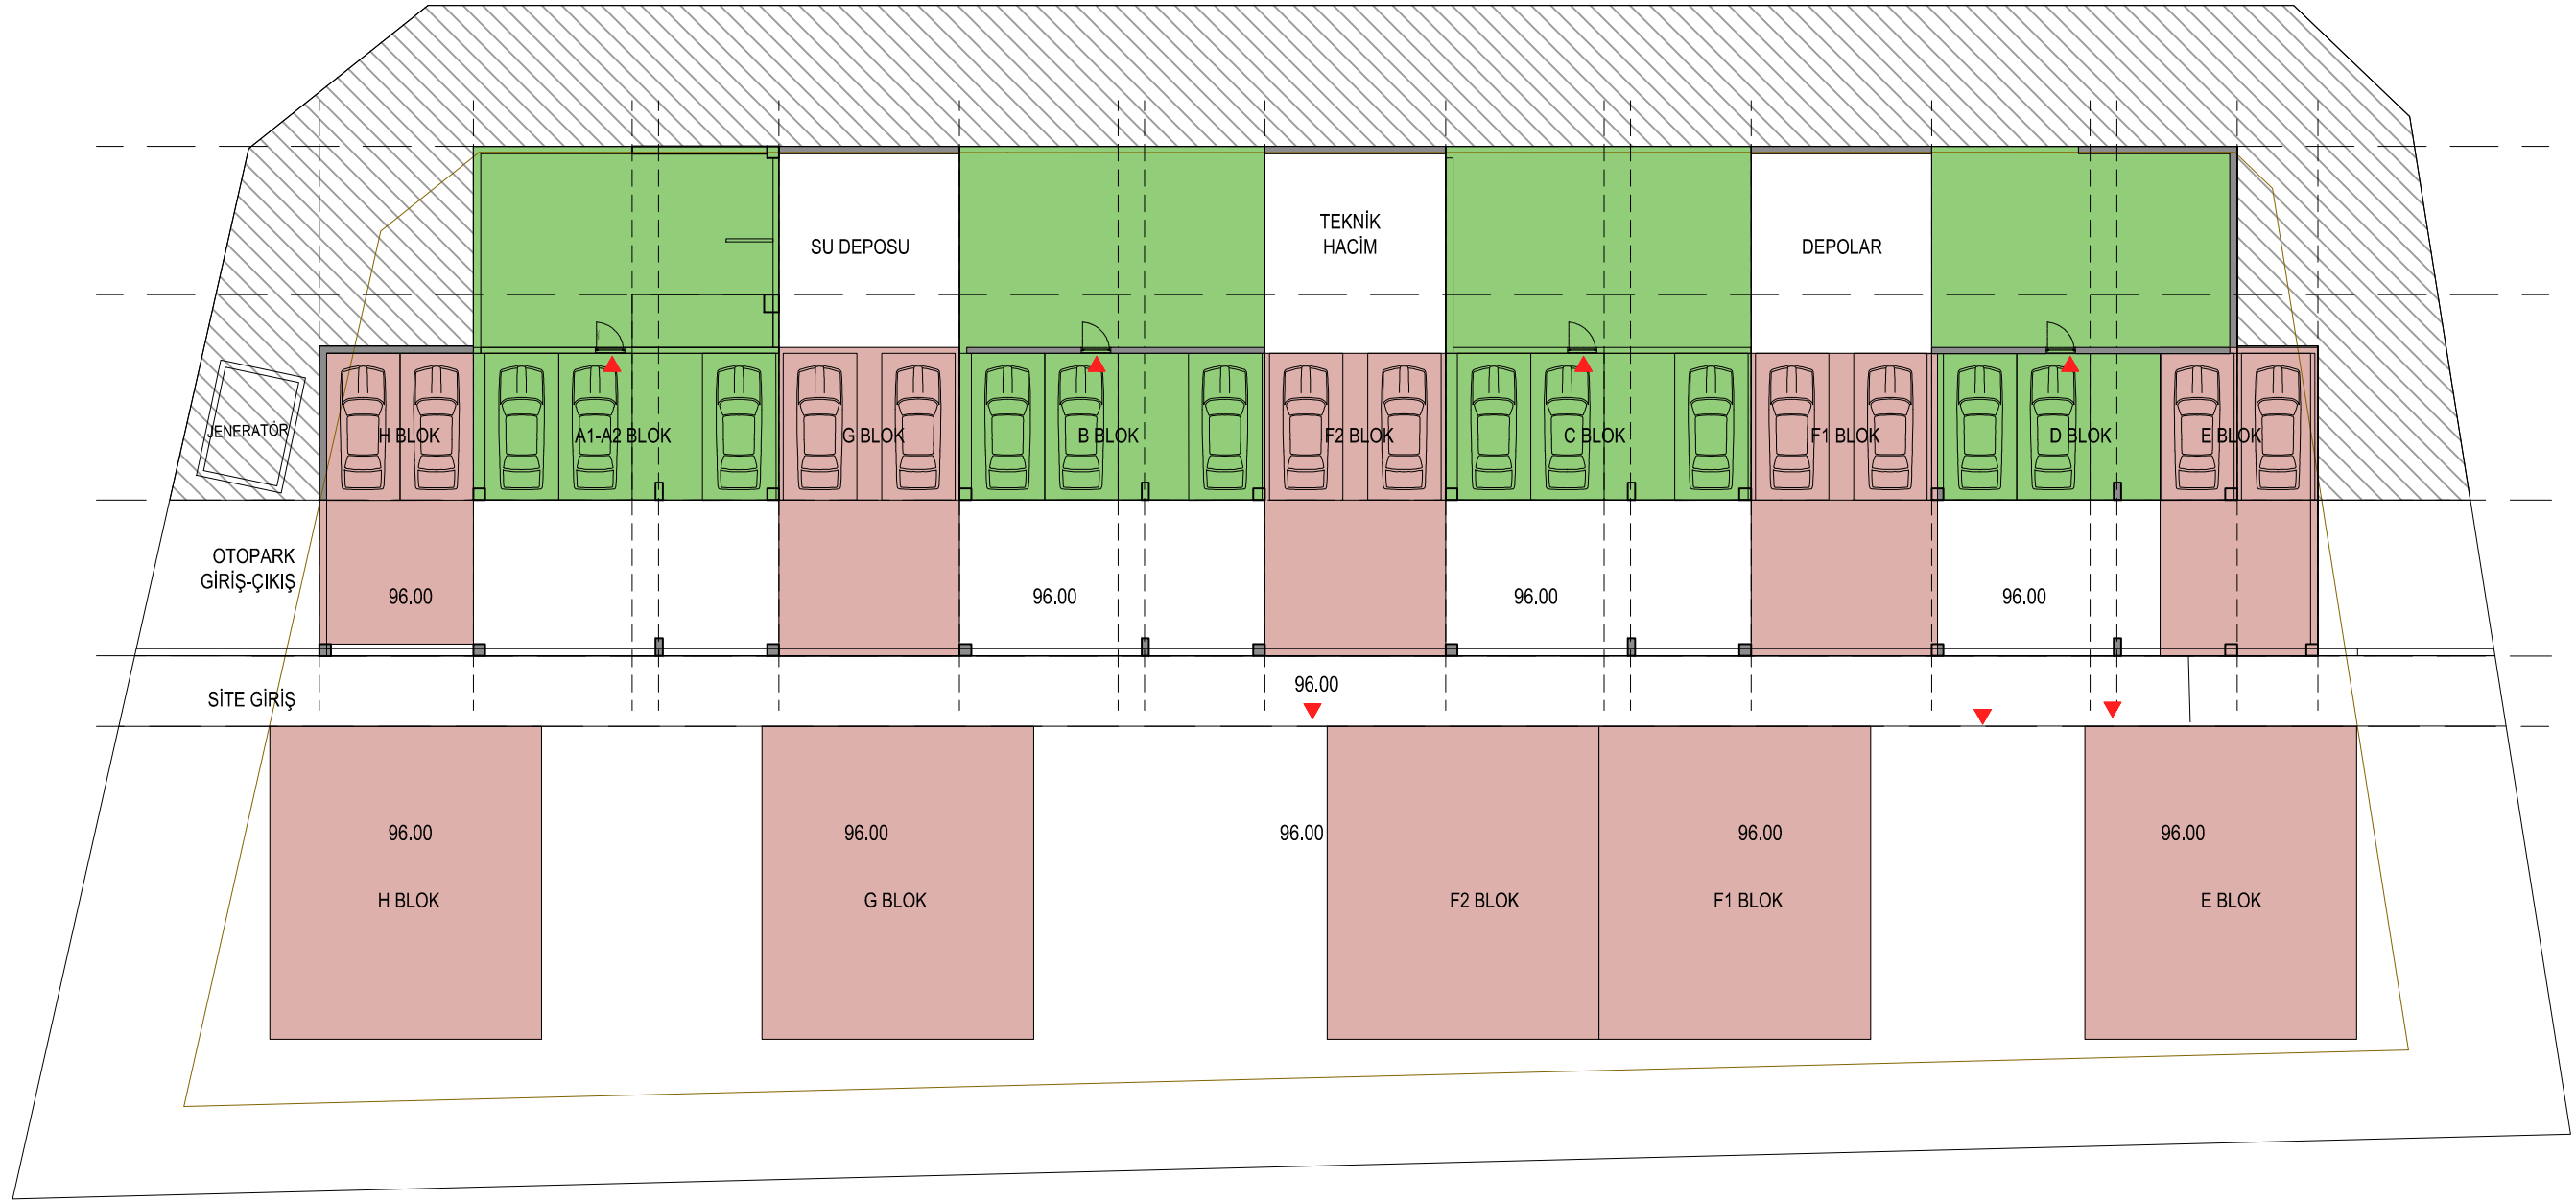 TEKNİK
HACİM
SU DEPOSU
DEPOLAR
JENERATÖR
H BLOK
A1-A2 BLOK
G BLOK
B BLOK
F2 BLOK
C BLOK
F1 BLOK
D BLOK
E BLOK
OTOPARK
GİRİŞ-ÇIKIŞ
96.00
96.00
96.00
96.00
SİTE GİRİŞ
96.00
96.00
96.00
96.00
96.00
96.00
H BLOK
G BLOK
F2 BLOK
F1 BLOK
E BLOK